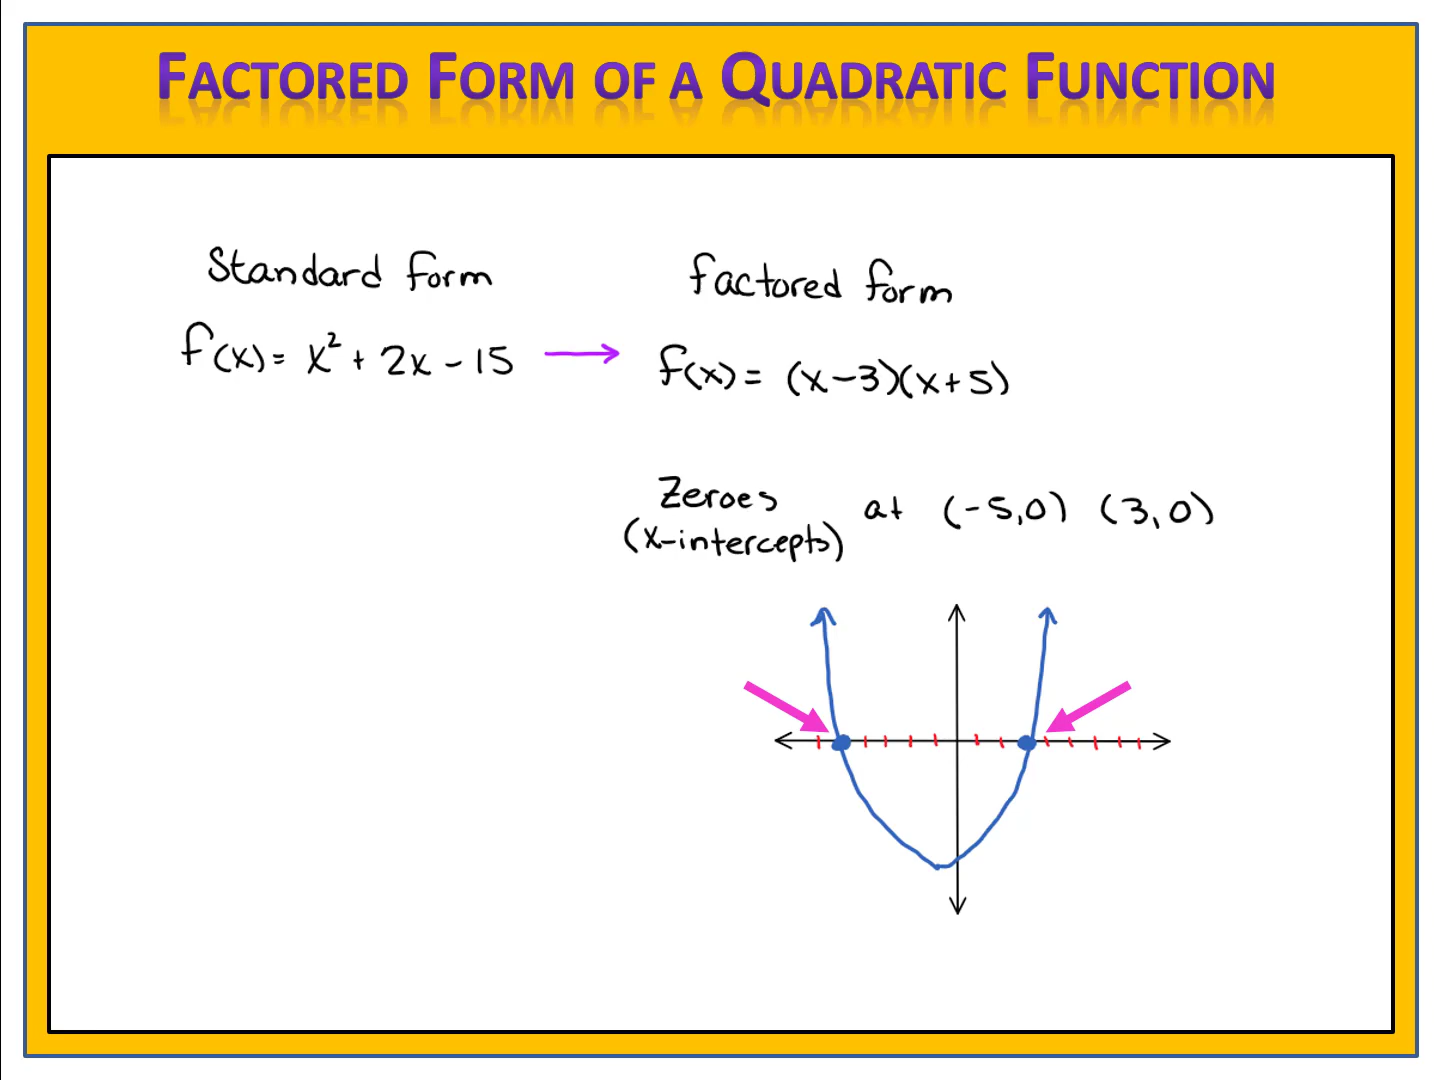 FACTORED FORM OF A QUADRATIC FUNCTION
Standard form
factored form
f(x) = x² + 2x - 15
f(x) = (x-3)(x+5)
Zeroes at (-5,0) (3,0)
(x-intercepts)